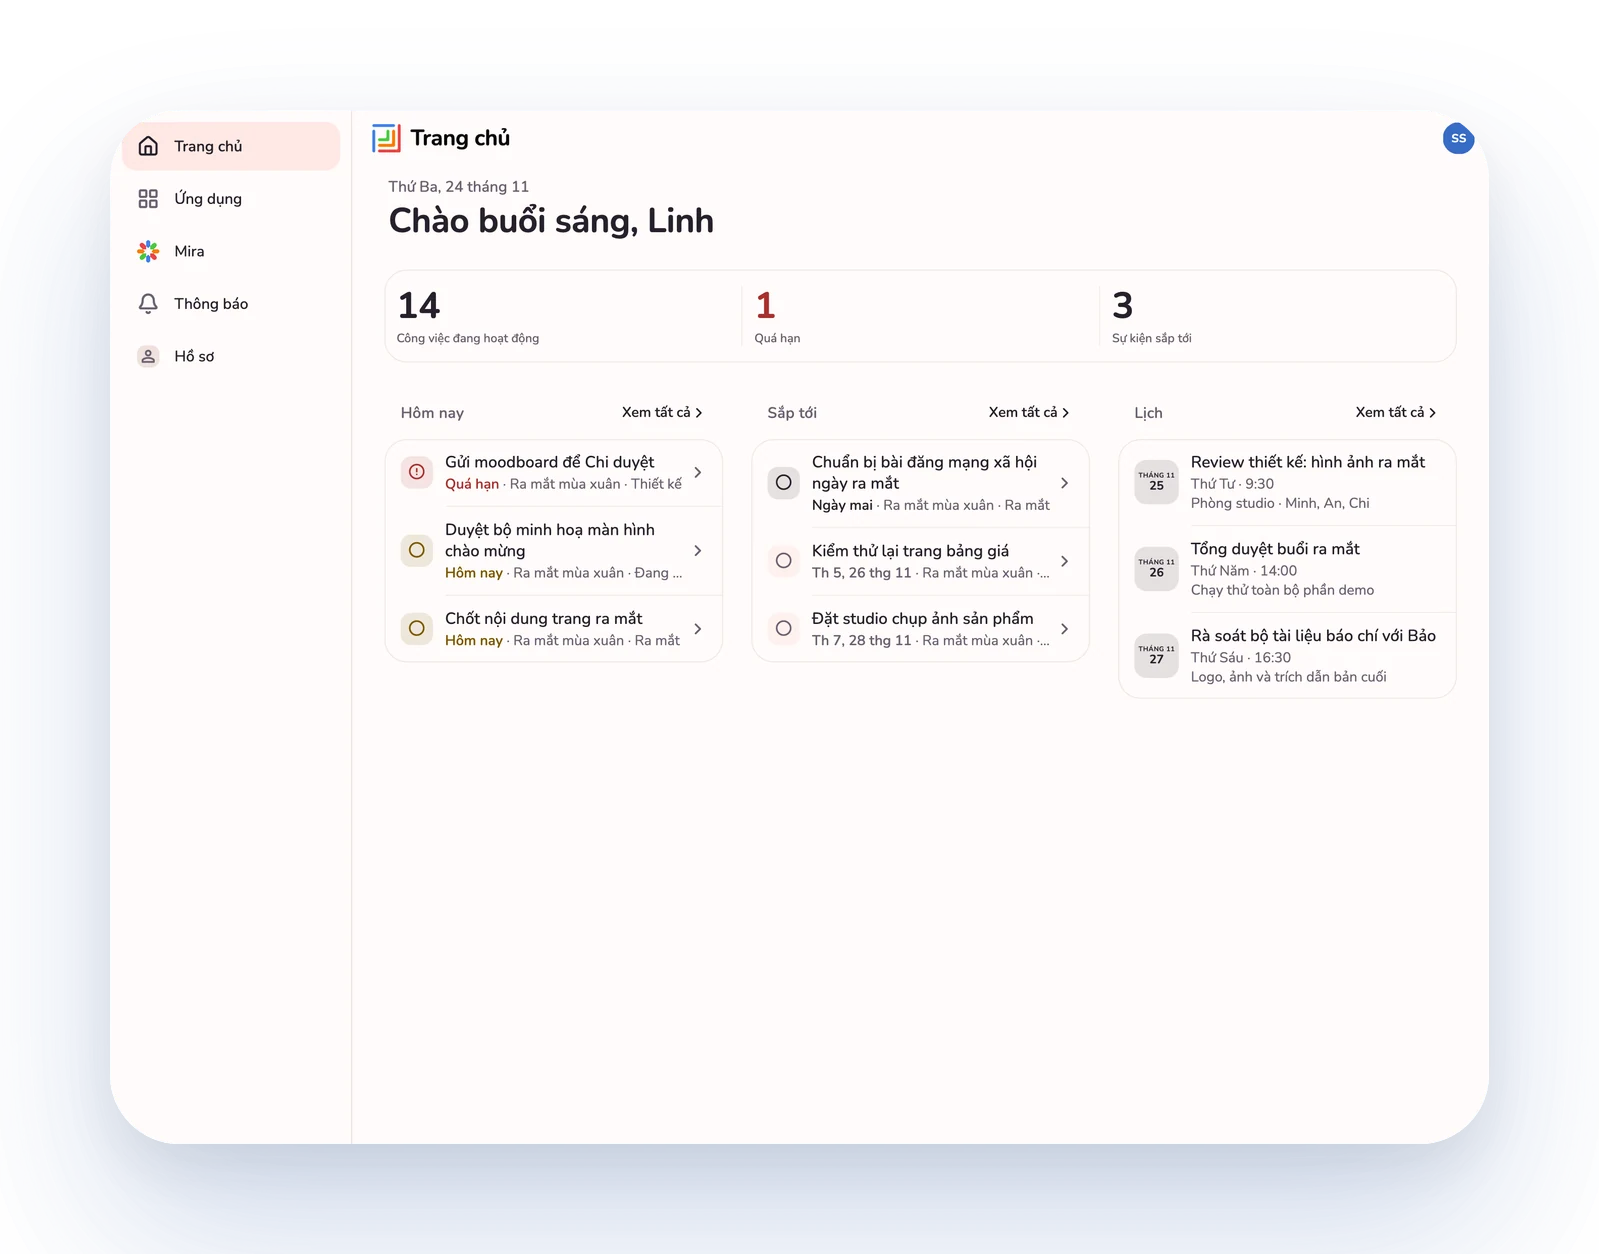 Trang chủ
Ứng dụng
Mira
Thông báo
Hồ sơ
Trang chủ
SS
Thứ Ba, 24 tháng 11
Chào buổi sáng, Linh
14
Công việc đang hoạt động
1
Quá hạn
3
Sự kiện sắp tới
Hôm nay
Xem tất cả
Gửi moodboard để Chi duyệt
Quá hạn · Ra mắt mùa xuân · Thiết kế
Duyệt bộ minh hoạ màn hình
chào mừng
Hôm nay · Ra mắt mùa xuân · Đang ...
Chốt nội dung trang ra mắt
Hôm nay · Ra mắt mùa xuân · Ra mắt
Sắp tới
Xem tất cả
Chuẩn bị bài đăng mạng xã hội
ngày ra mắt
Ngày mai · Ra mắt mùa xuân · Ra mắt
Kiểm thử lại trang bảng giá
Th 5, 26 thg 11 · Ra mắt mùa xuân ·...
Đặt studio chụp ảnh sản phẩm
Th 7, 28 thg 11 · Ra mắt mùa xuân ·...
Lịch
Xem tất cả
THÁNG 11
25
Review thiết kế: hình ảnh ra mắt
Thứ Tư · 9:30
Phòng studio · Minh, An, Chi
THÁNG 11
26
Tổng duyệt buổi ra mắt
Thứ Năm · 14:00
Chạy thử toàn bộ phần demo
THÁNG 11
27
Rà soát bộ tài liệu báo chí với Bảo
Thứ Sáu · 16:30
Logo, ảnh và trích dẫn bản cuối